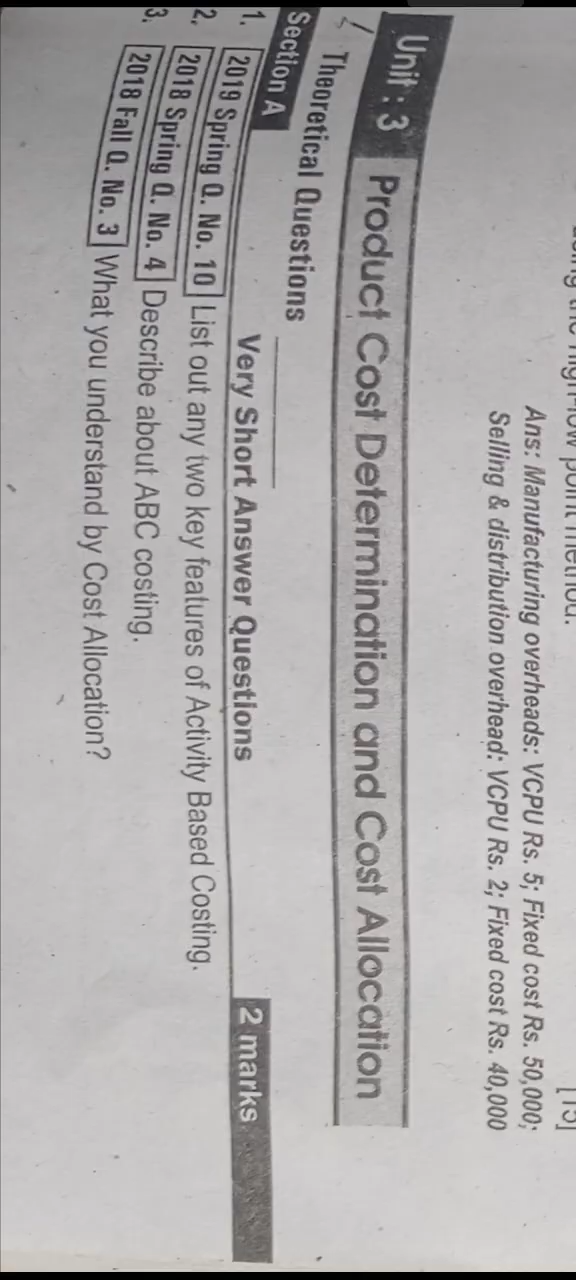 point method.
[15]
Ans: Manufacturing overheads: VCPU Rs. 5; Fixed cost Rs. 50,000;
Selling & distribution overhead: VCPU Rs. 2; Fixed cost Rs. 40,000
Unit : 3 Product Cost Determination and Cost Allocation
Theoretical Questions
Section A
Very Short Answer Questions 2 marks
1. 2019 Spring Q. No. 10 List out any two key features of Activity Based Costing.
2. 2018 Spring Q. No. 4 Describe about ABC costing.
3. 2018 Fall Q. No. 3 What you understand by Cost Allocation?